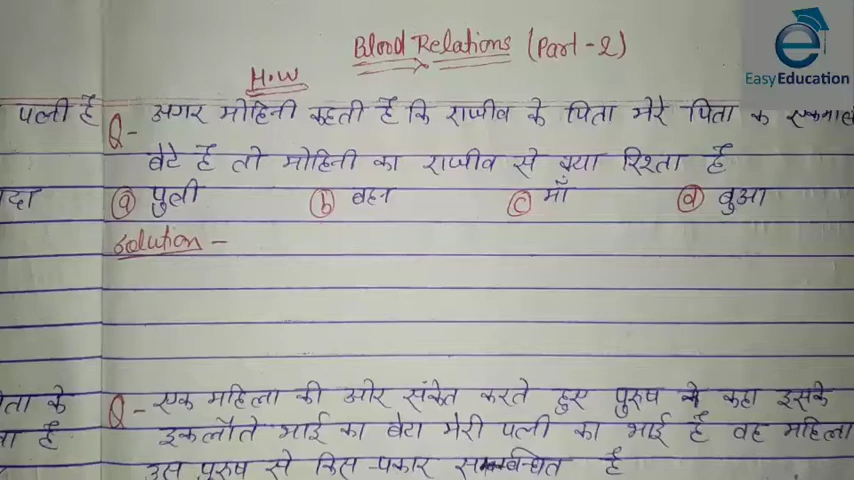 Blood Relations (Part-2)
EasyEducation
H.W
पत्नी है
Q- अगर मोहिनी कहती है कि राजीव के पिता मेरे पिता क
बेटे हैं तो मोहिनी का राजीव से क्या रिश्ता है
दा
(a) पुत्री (b) बहन (c) माँ (d) बुआ
Solution -
ता के
Q- एक महिला की ओर संकेत करते हुए पुरुष ने कहा इसके
ा है
इकलौते भाई का बेटा मेरी पत्नी का भाई है वह महिला
उस पुरुष से किस प्रकार सम्बन्धित है